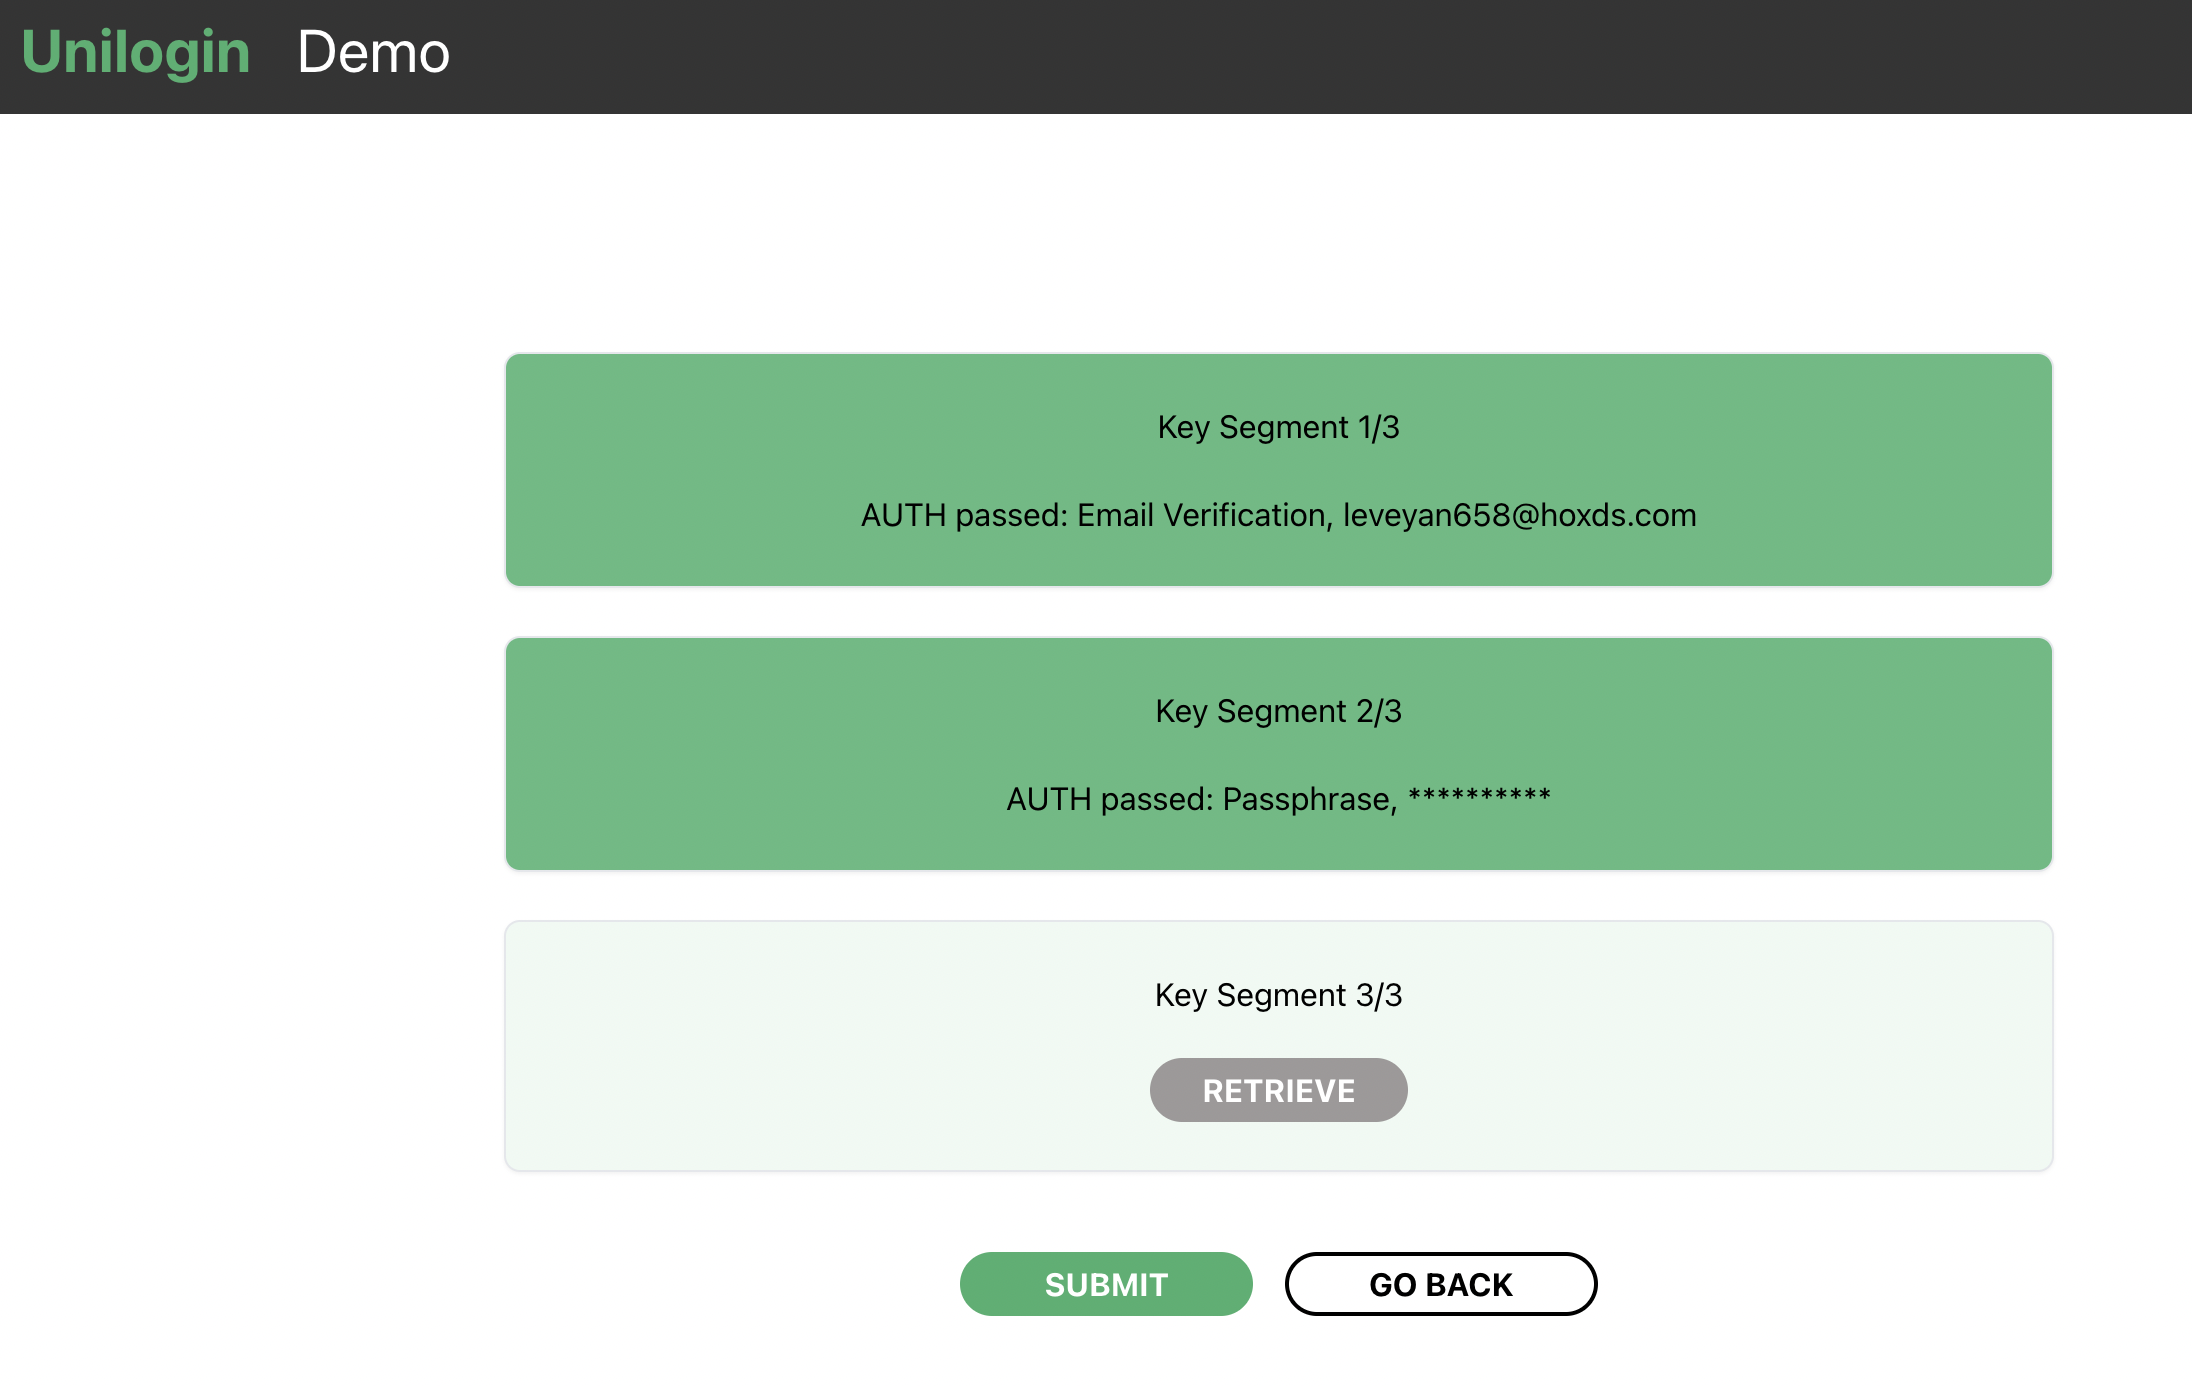 Unilogin Demo
Key Segment 1/3
AUTH passed: Email Verification, leveyan658@hoxds.com
Key Segment 2/3
AUTH passed: Passphrase, **********
Key Segment 3/3
RETRIEVE
SUBMIT GO BACK